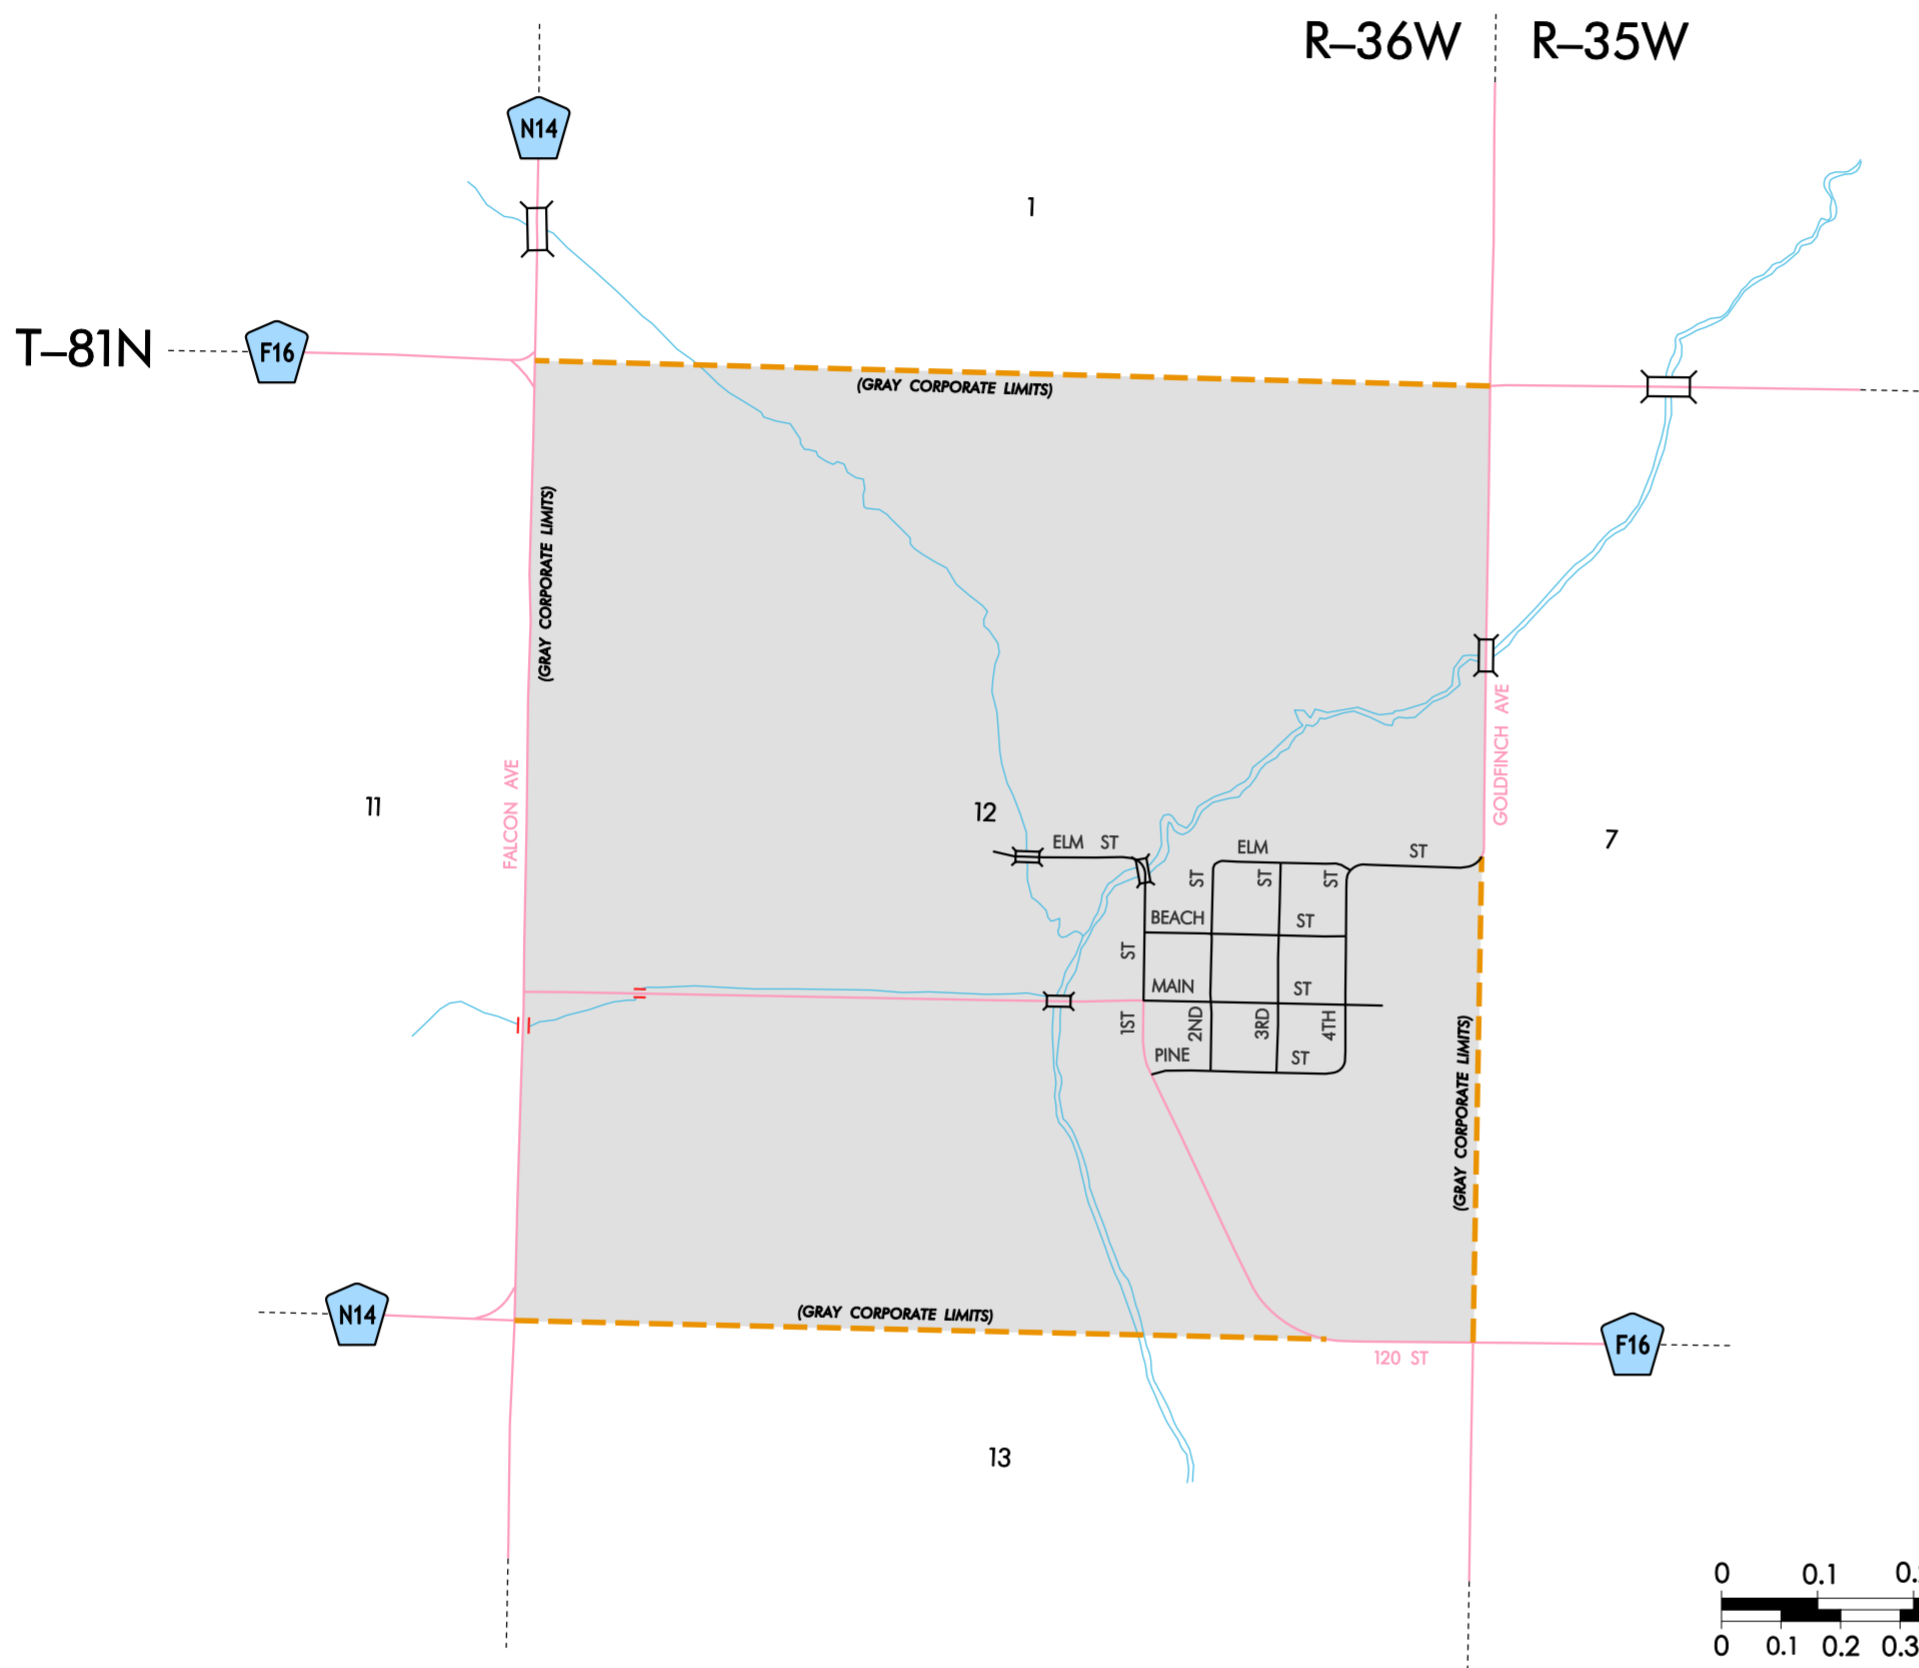 R–36W R–35W
N14
1
T–81N
F16
(GRAY CORPORATE LIMITS)
(GRAY CORPORATE LIMITS)
FALCON AVE
GOLDFINCH AVE
11
12
7
ELM ST
ELM ST
ST
ST
ST
BEACH ST
ST
MAIN ST
1ST
2ND
3RD
4TH
PINE ST
(GRAY CORPORATE LIMITS)
(GRAY CORPORATE LIMITS)
N14
F16
120 ST
13
0 0.1 0.
0 0.1 0.2 0.3